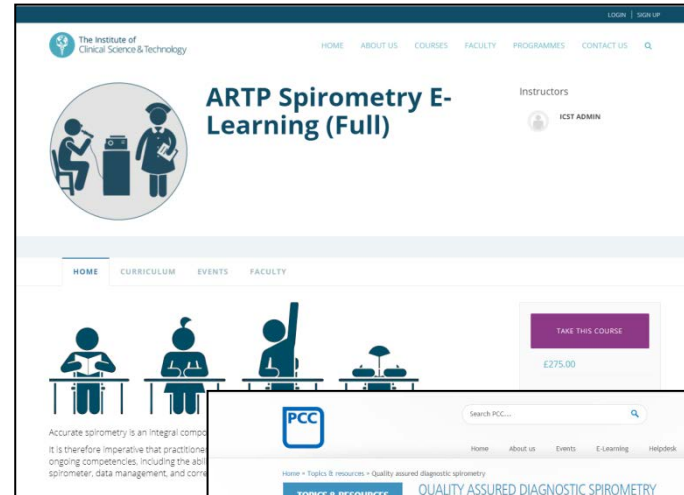 LOGIN | SIGN UP
The Institute of
Clinical Science & Technology
HOME ABOUT US COURSES FACULTY PROGRAMMES CONTACT US
ARTP Spirometry E-
Learning (Full)
Instructors
ICST ADMIN
HOME CURRICULUM EVENTS FACULTY
TAKE THIS COURSE
£275.00
Accurate spirometry is an integral compo
It is therefore imperative that practitione
ongoing competencies. Including the abil
spirometer, data management, and corre
PCC
Search PCC....
Home About us Events E-Learning Helpdesk
Home » Topics & resources » Quality assured diagnostic spirometry
TOPICS & RESOURCES
QUALITY ASSURED DIAGNOSTIC SPIROMETRY